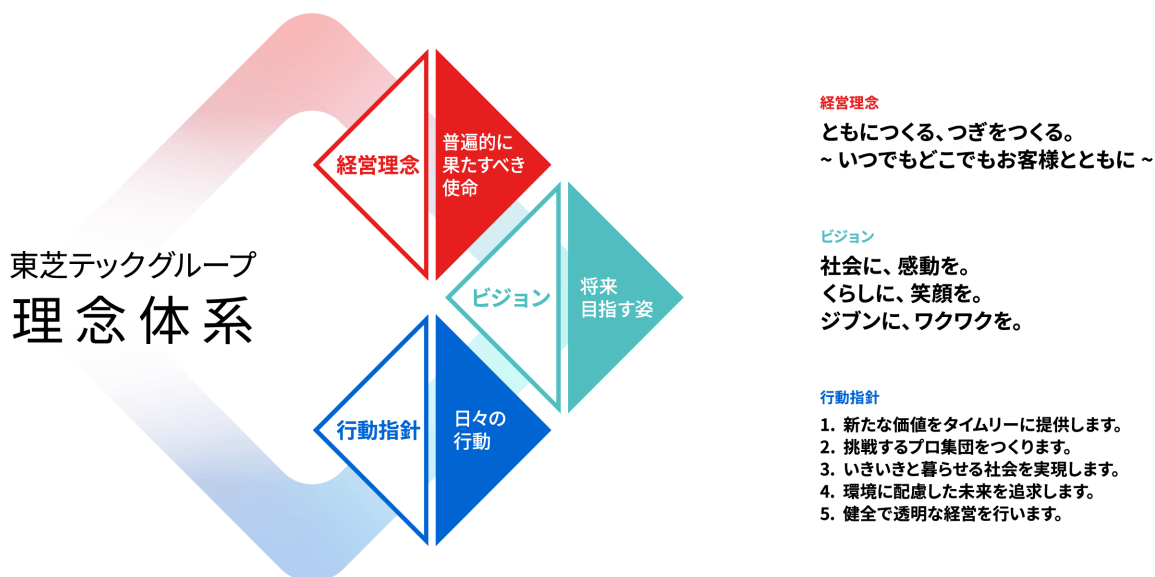 東芝テックグループ
理念体系
経営理念
普遍的に
果たすべき
使命
ビジョン
将来
目指す姿
行動指針
日々の
行動
経営理念
ともにつくる、つぎをつくる。
~ いつでもどこでもお客様とともに ~
ビジョン
社会に、感動を。
くらしに、笑顔を。
ジブンに、ワクワクを。
行動指針
1. 新たな価値をタイムリーに提供します。
2. 挑戦するプロ集団をつくります。
3. いきいきと暮らせる社会を実現します。
4. 環境に配慮した未来を追求します。
5. 健全で透明な経営を行います。